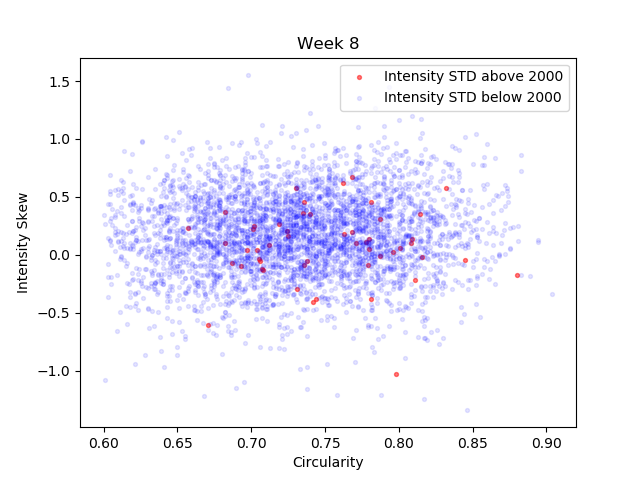 Week 8
Intensity STD above 2000
Intensity STD below 2000
1.5
1.0
0.5
0.0
−0.5
−1.0
Intensity Skew
0.60 0.65 0.70 0.75 0.80 0.85 0.90
Circularity